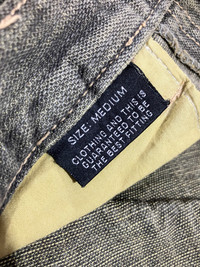 SIZE: MEDIUM
CLOTHING AND THIS IS
GUARANTEED TO BE
THE BEST FITTING